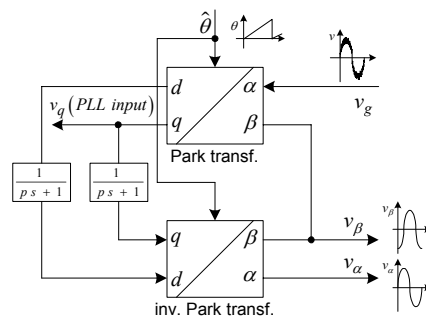 θ̂
θ
v
d
α
v_q (PLL input)
q
β
v_g
Park transf.
1/(p s + 1)
1/(p s + 1)
q
β
v_β
v_β
d
α
v_α
v_α
inv. Park transf.